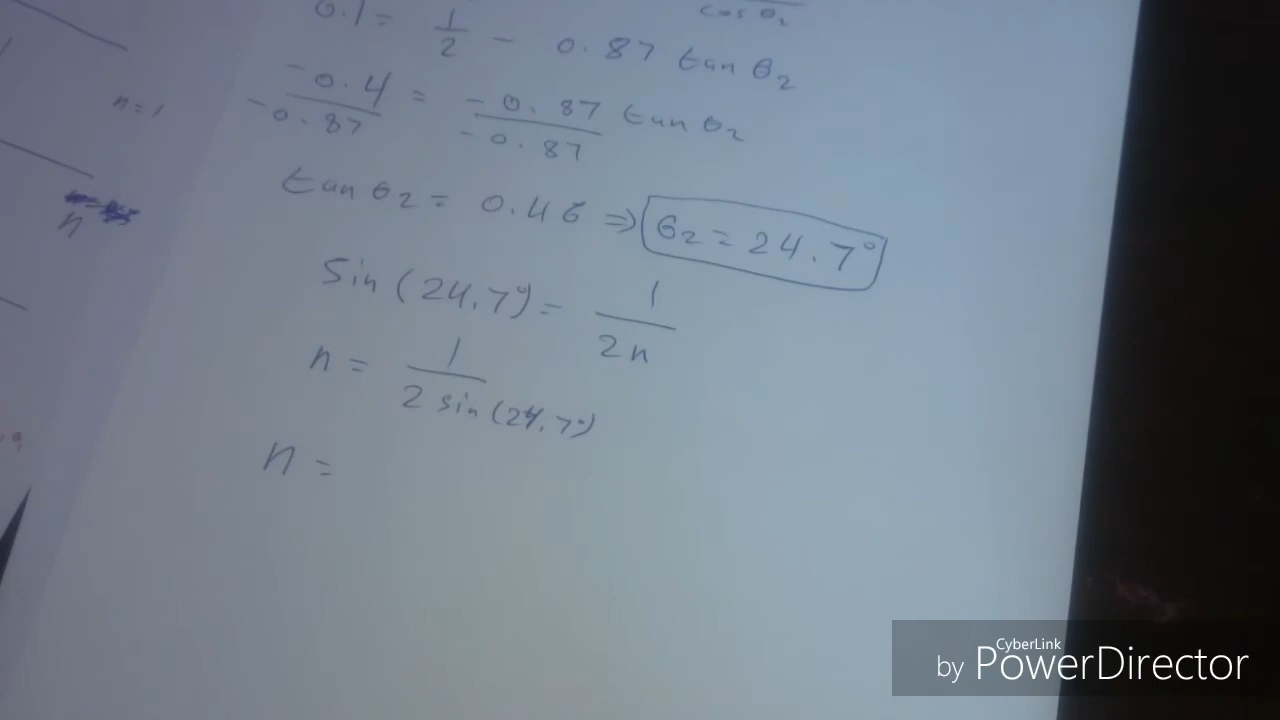 cos θ₂
0.1 = 1/2 - 0.87 tan θ₂
n=1
-0.4/-0.87 = -0.87/-0.87 tan θ₂
n
tan θ₂ = 0.46 ⇒ θ₂ = 24.7°
sin (24.7°) = 1/2n
n = 1/2 sin (24.7°)
n =
by CyberLink PowerDirector